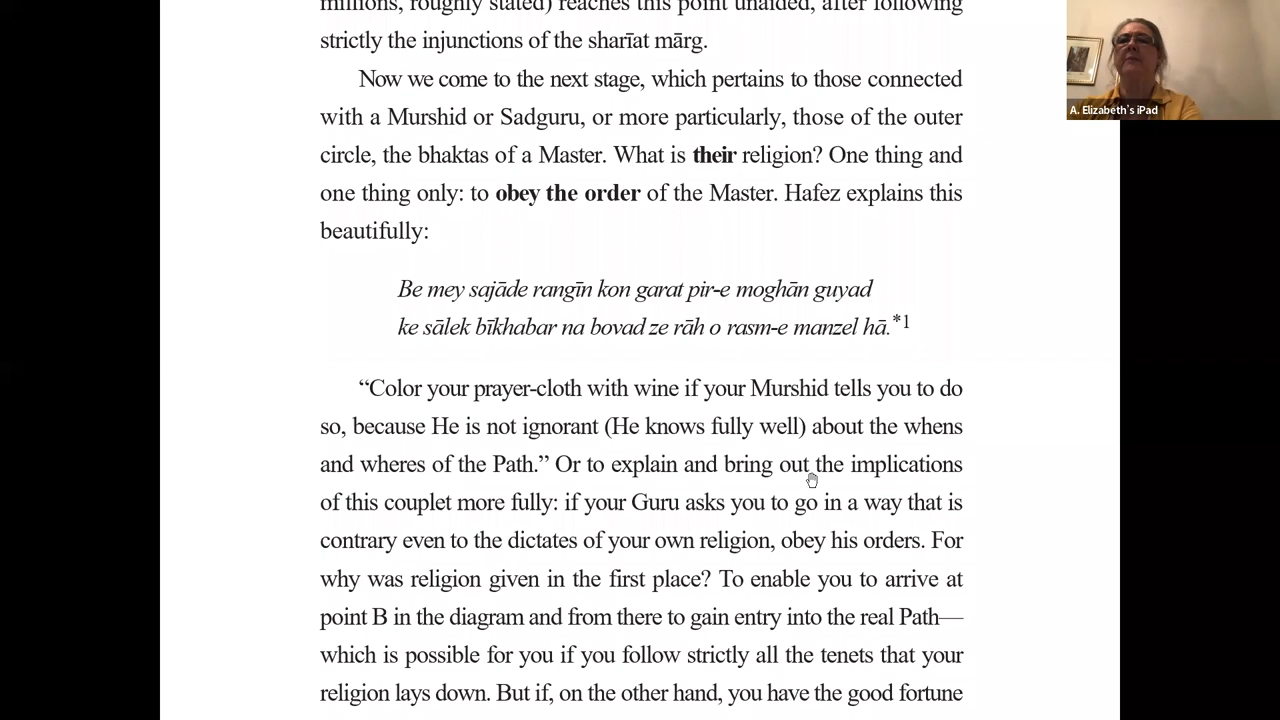 millions, roughly stated) reaches this point unaided, after following
strictly the injunctions of the sharīat mārg.
Now we come to the next stage, which pertains to those connected
with a Murshid or Sadguru, or more particularly, those of the outer
circle, the bhaktas of a Master. What is their religion? One thing and
one thing only: to obey the order of the Master. Hafez explains this
beautifully:
Be mey sajāde rangīn kon garat pir-e moghān guyad
ke sālek bīkhabar na bovad ze rāh o rasm-e manzel hā.*1
“Color your prayer-cloth with wine if your Murshid tells you to do
so, because He is not ignorant (He knows fully well) about the whens
and wheres of the Path.” Or to explain and bring out the implications
of this couplet more fully: if your Guru asks you to go in a way that is
contrary even to the dictates of your own religion, obey his orders. For
why was religion given in the first place? To enable you to arrive at
point B in the diagram and from there to gain entry into the real Path—
which is possible for you if you follow strictly all the tenets that your
religion lays down. But if, on the other hand, you have the good fortune
A. Elizabeth's iPad